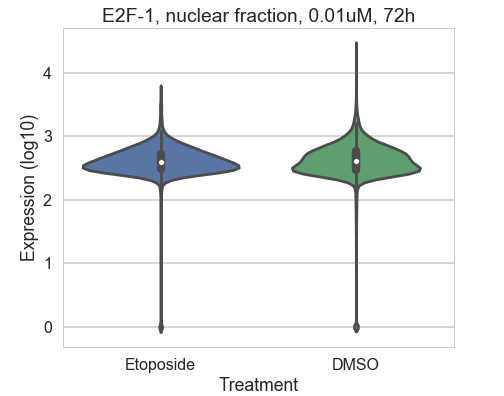 E2F-1, nuclear fraction, 0.01uM, 72h
Expression (log10)
4
3
2
1
0
Etoposide DMSO
Treatment